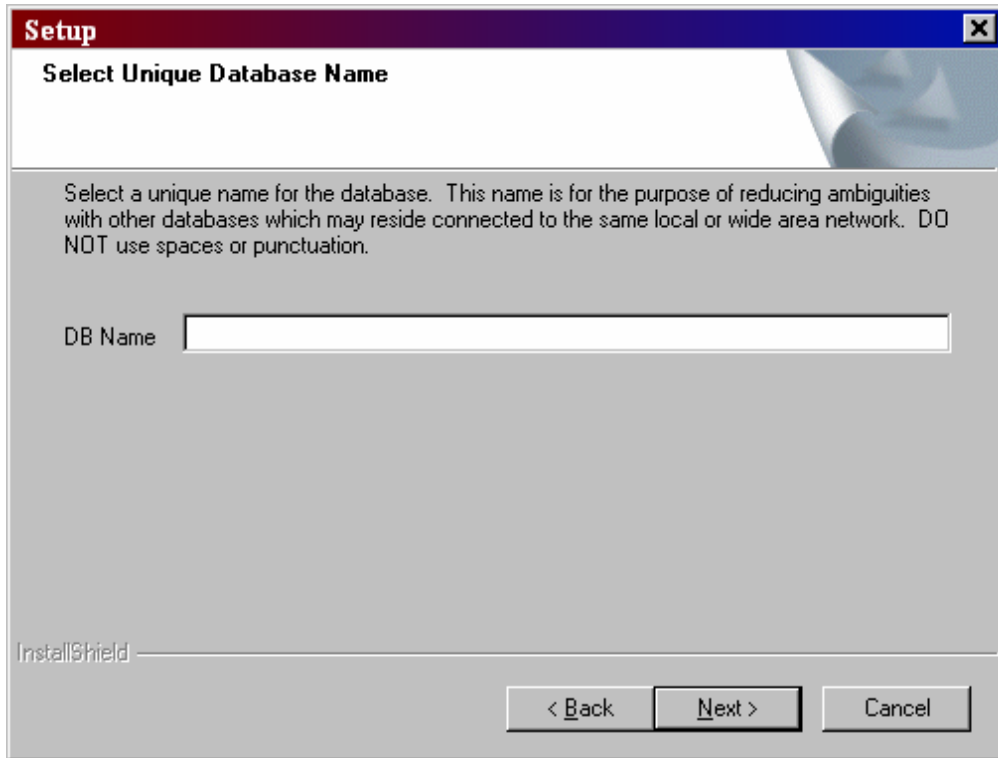 Setup
Select Unique Database Name
Select a unique name for the database.  This name is for the purpose of reducing ambiguities
with other databases which may reside connected to the same local or wide area network.  DO
NOT use spaces or punctuation.
DB Name
InstallShield
< Back
Next >
Cancel